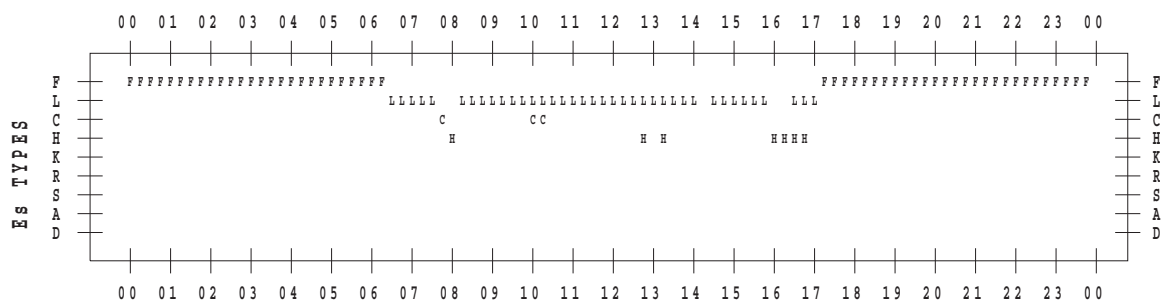 00 01 02 03 04 05 06 07 08 09 10 11 12 13 14 15 16 17 18 19 20 21 22 23 00
F FFFFFFFFFFFFFFFFFFFFFFFFFF FFFFFFFFFFFFFFFFFFFFFFFFFFF F
L LLLLL LLLLLLLLLLLLLLLLLLLLLLLL LLLLLL LLL L
C C CC C
H H H H HHHH H
K K
R R
S S
A A
D D
Es TYPES
00 01 02 03 04 05 06 07 08 09 10 11 12 13 14 15 16 17 18 19 20 21 22 23 00